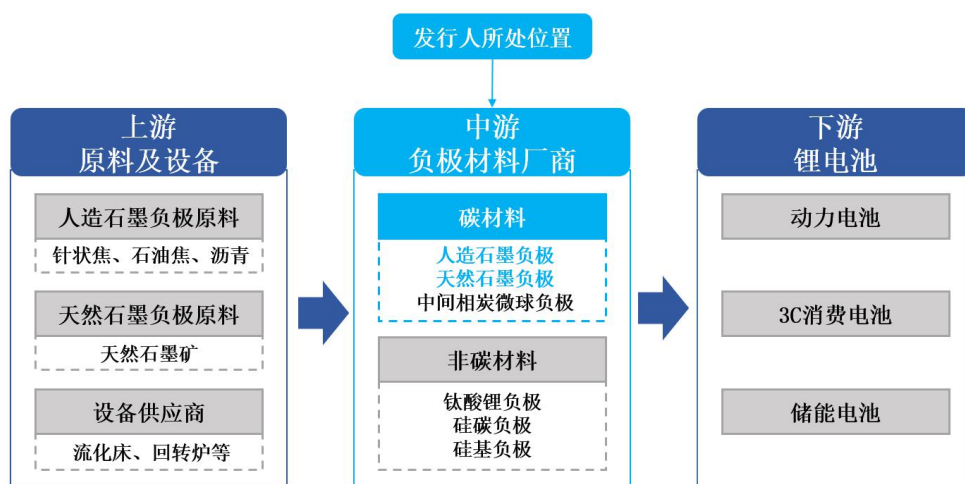 发行人所处位置
上游
原料及设备
人造石墨负极原料
针状焦、石油焦、沥青
天然石墨负极原料
天然石墨矿
设备供应商
流化床、回转炉等
中游
负极材料厂商
碳材料
人造石墨负极
天然石墨负极
中间相炭微球负极
非碳材料
钛酸锂负极
硅碳负极
硅基负极
下游
锂电池
动力电池
3C消费电池
储能电池